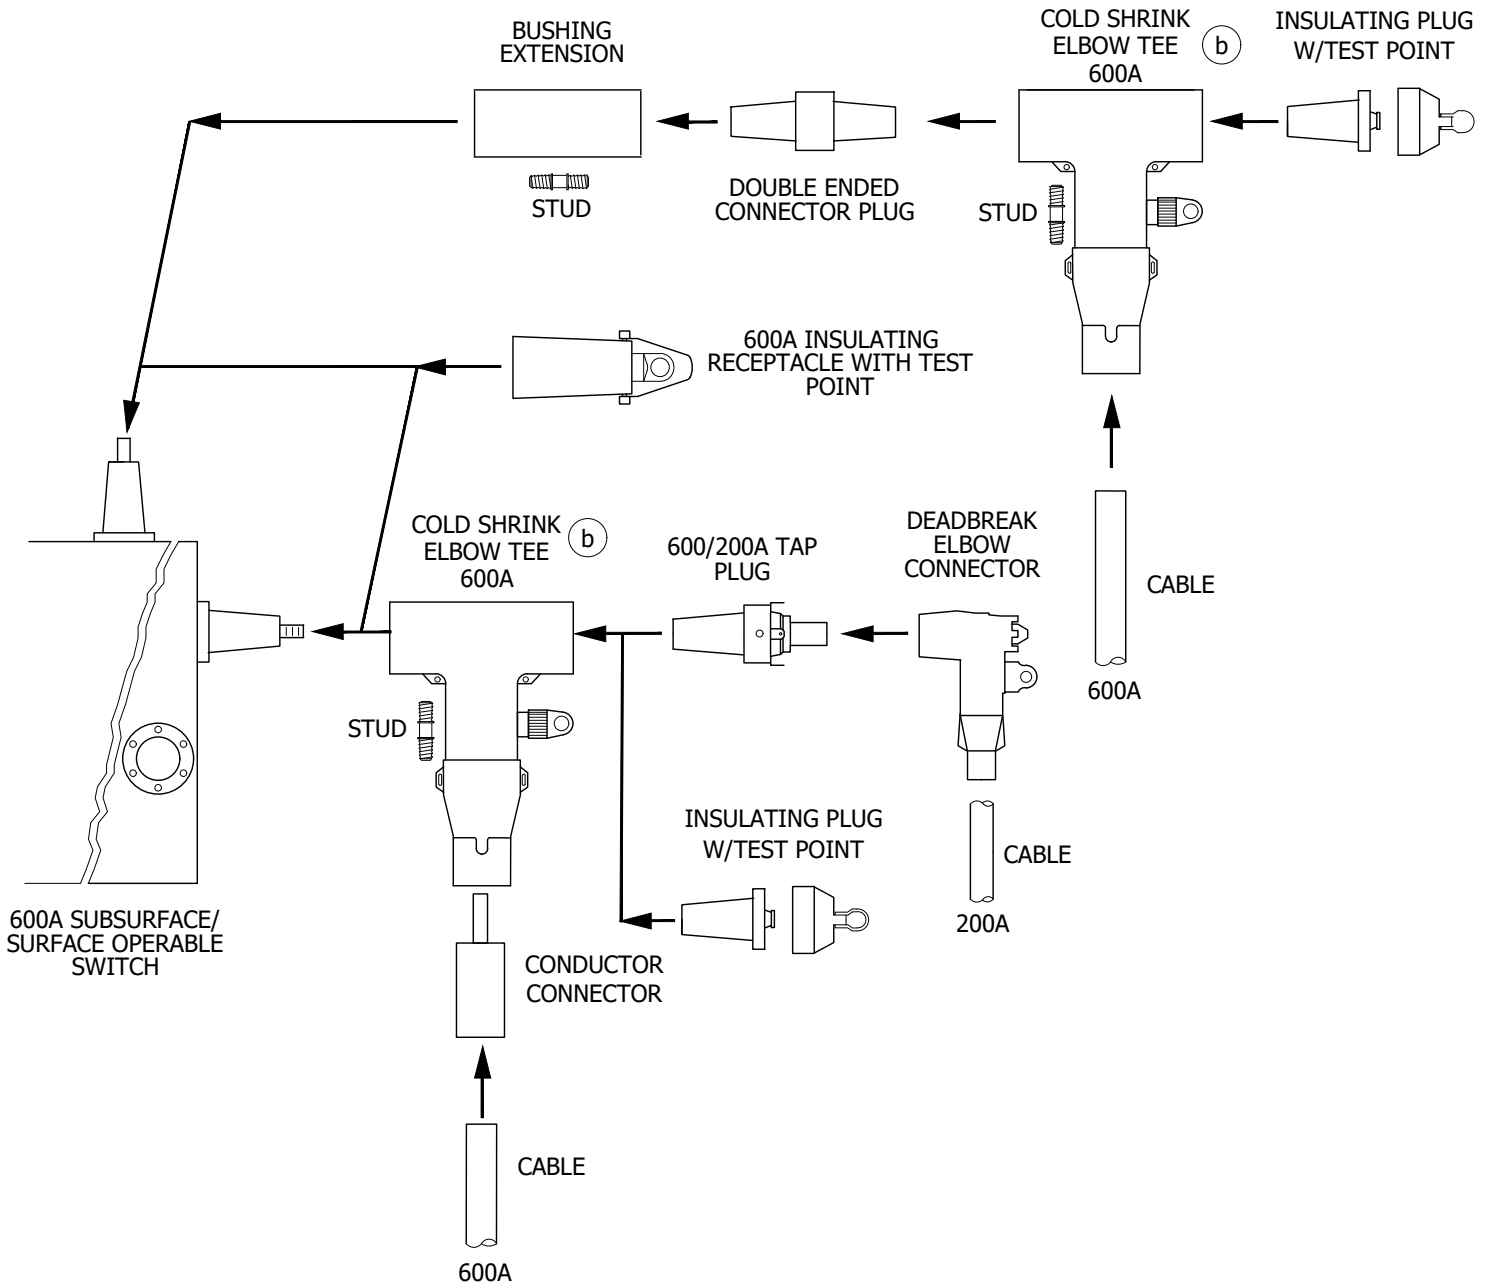 BUSHING
EXTENSION
COLD SHRINK
ELBOW TEE
600A
b
INSULATING PLUG
W/TEST POINT
STUD
DOUBLE ENDED
CONNECTOR PLUG
STUD
600A INSULATING
RECEPTACLE WITH TEST
POINT
COLD SHRINK
ELBOW TEE
600A
b
600/200A TAP
PLUG
DEADBREAK
ELBOW
CONNECTOR
CABLE
600A
STUD
INSULATING PLUG
W/TEST POINT
CABLE
200A
600A SUBSURFACE/
SURFACE OPERABLE
SWITCH
CONDUCTOR
CONNECTOR
CABLE
600A